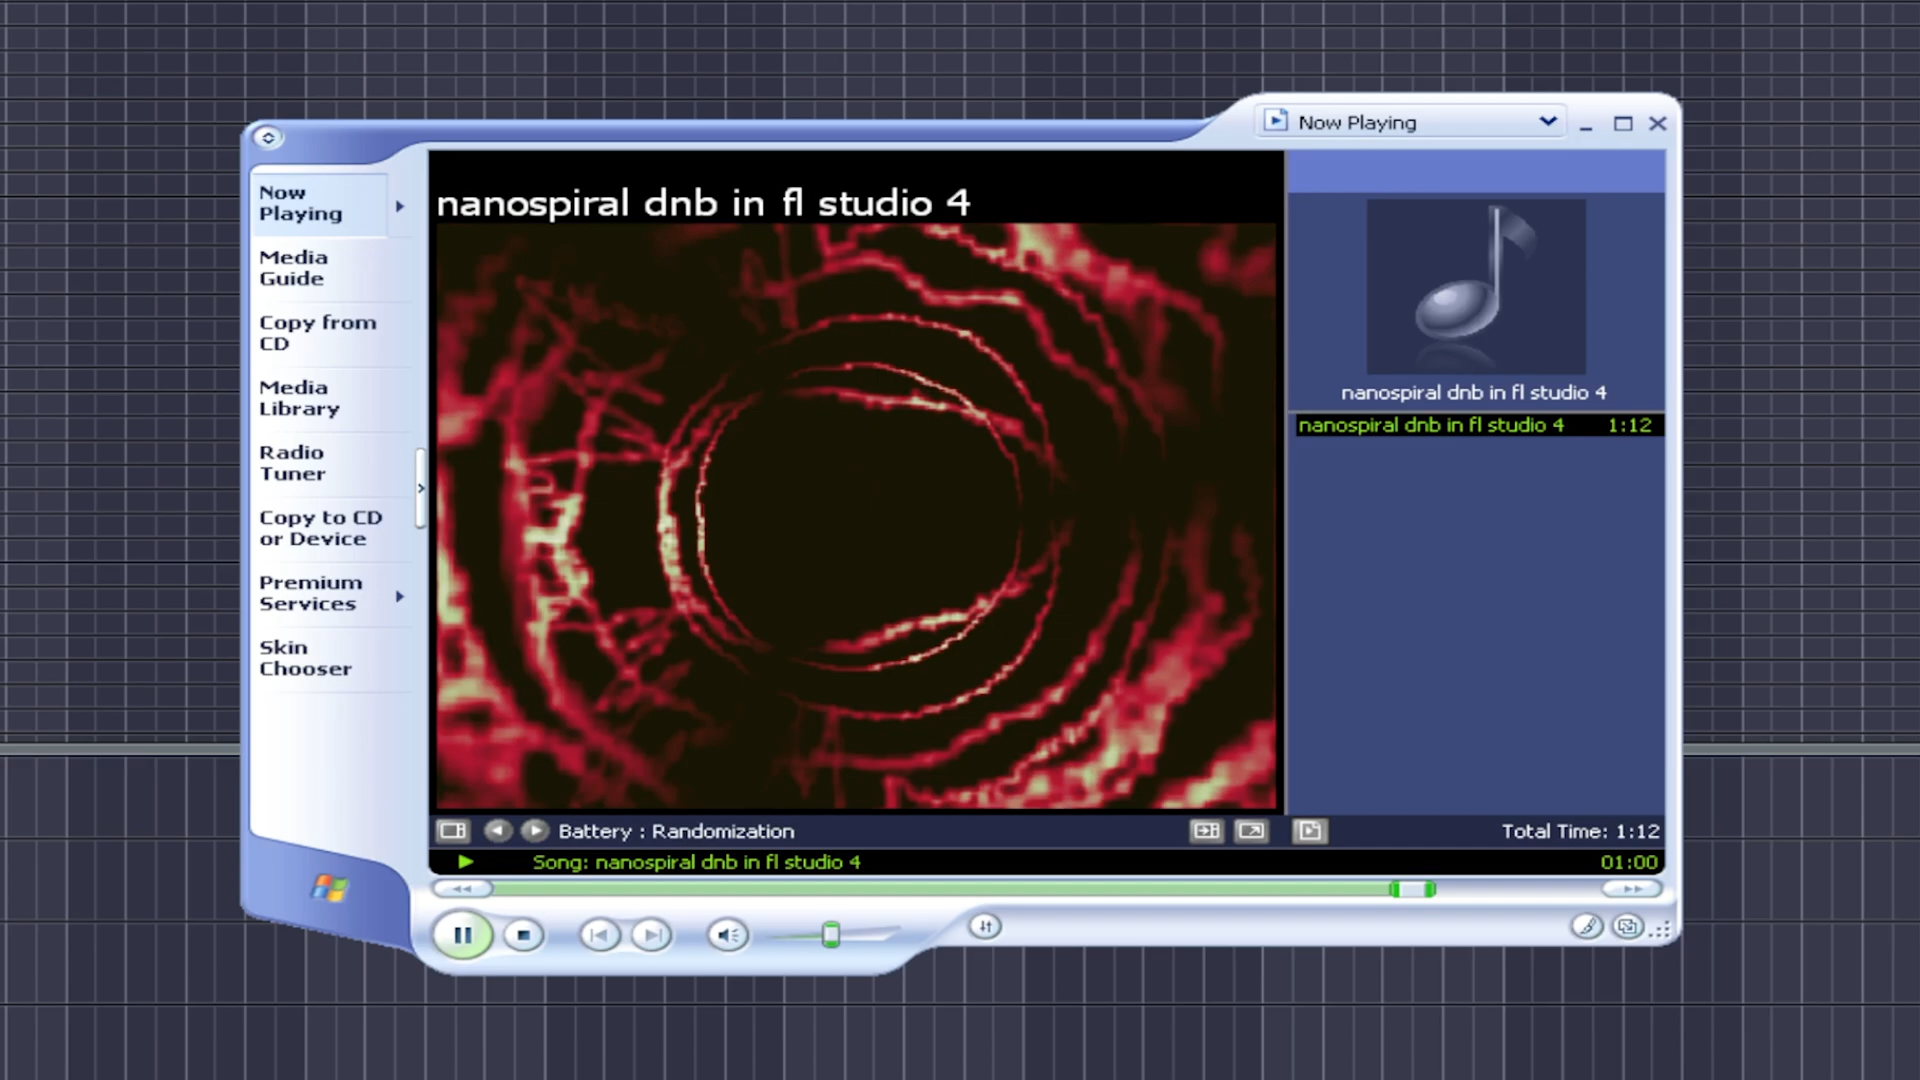 Now Playing
Now
Playing
Media
Guide
Copy from
CD
Media
Library
Radio
Tuner
Copy to CD
or Device
Premium
Services
Skin
Chooser
nanospiral dnb in fl studio 4
nanospiral dnb in fl studio 4
nanospiral dnb in fl studio 4 1:12
Battery : Randomization
Total Time: 1:12
Song: nanospiral dnb in fl studio 4 01:00